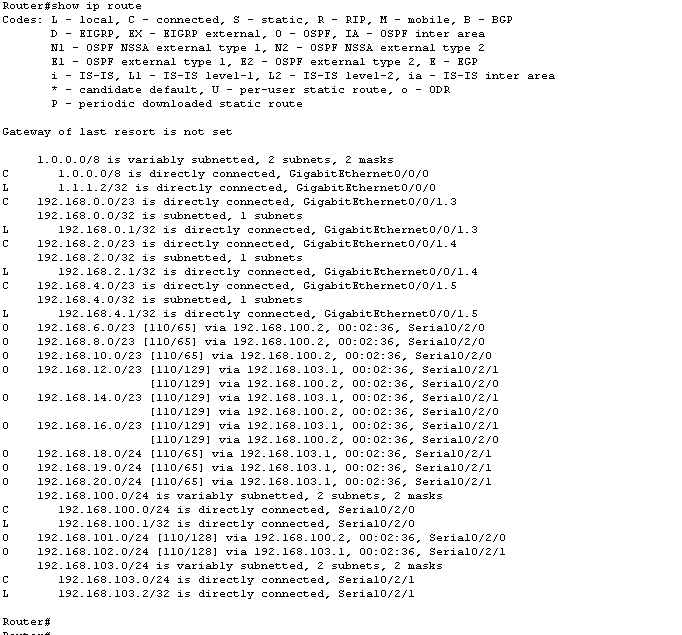 Router#show ip route
Codes: L - local, C - connected, S - static, R - RIP, M - mobile, B - BGP
       D - EIGRP, EX - EIGRP external, O - OSPF, IA - OSPF inter area
       N1 - OSPF NSSA external type 1, N2 - OSPF NSSA external type 2
       E1 - OSPF external type 1, E2 - OSPF external type 2, E - EGP
       i - IS-IS, L1 - IS-IS level-1, L2 - IS-IS level-2, ia - IS-IS inter area
       * - candidate default, U - per-user static route, o - ODR
       P - periodic downloaded static route
Gateway of last resort is not set
     1.0.0.0/8 is variably subnetted, 2 subnets, 2 masks
C       1.0.0.0/8 is directly connected, GigabitEthernet0/0/0
L       1.1.1.2/32 is directly connected, GigabitEthernet0/0/0
C    192.168.0.0/23 is directly connected, GigabitEthernet0/0/1.3
     192.168.0.0/32 is subnetted, 1 subnets
L       192.168.0.1/32 is directly connected, GigabitEthernet0/0/1.3
C    192.168.2.0/23 is directly connected, GigabitEthernet0/0/1.4
     192.168.2.0/32 is subnetted, 1 subnets
L       192.168.2.1/32 is directly connected, GigabitEthernet0/0/1.4
C    192.168.4.0/23 is directly connected, GigabitEthernet0/0/1.5
     192.168.4.0/32 is subnetted, 1 subnets
L       192.168.4.1/32 is directly connected, GigabitEthernet0/0/1.5
O    192.168.6.0/23 [110/65] via 192.168.100.2, 00:02:36, Serial0/2/0
O    192.168.8.0/23 [110/65] via 192.168.100.2, 00:02:36, Serial0/2/0
O    192.168.10.0/23 [110/65] via 192.168.100.2, 00:02:36, Serial0/2/0
O    192.168.12.0/23 [110/129] via 192.168.103.1, 00:02:36, Serial0/2/1
                     [110/129] via 192.168.100.2, 00:02:36, Serial0/2/0
O    192.168.14.0/23 [110/129] via 192.168.103.1, 00:02:36, Serial0/2/1
                     [110/129] via 192.168.100.2, 00:02:36, Serial0/2/0
O    192.168.16.0/23 [110/129] via 192.168.103.1, 00:02:36, Serial0/2/1
                     [110/129] via 192.168.100.2, 00:02:36, Serial0/2/0
O    192.168.18.0/24 [110/65] via 192.168.103.1, 00:02:36, Serial0/2/1
O    192.168.19.0/24 [110/65] via 192.168.103.1, 00:02:36, Serial0/2/1
O    192.168.20.0/24 [110/65] via 192.168.103.1, 00:02:36, Serial0/2/1
     192.168.100.0/24 is variably subnetted, 2 subnets, 2 masks
C       192.168.100.0/24 is directly connected, Serial0/2/0
L       192.168.100.1/32 is directly connected, Serial0/2/0
O    192.168.101.0/24 [110/128] via 192.168.100.2, 00:02:36, Serial0/2/0
O    192.168.102.0/24 [110/128] via 192.168.103.1, 00:02:36, Serial0/2/1
     192.168.103.0/24 is variably subnetted, 2 subnets, 2 masks
C       192.168.103.0/24 is directly connected, Serial0/2/1
L       192.168.103.2/32 is directly connected, Serial0/2/1
Router#
Router#